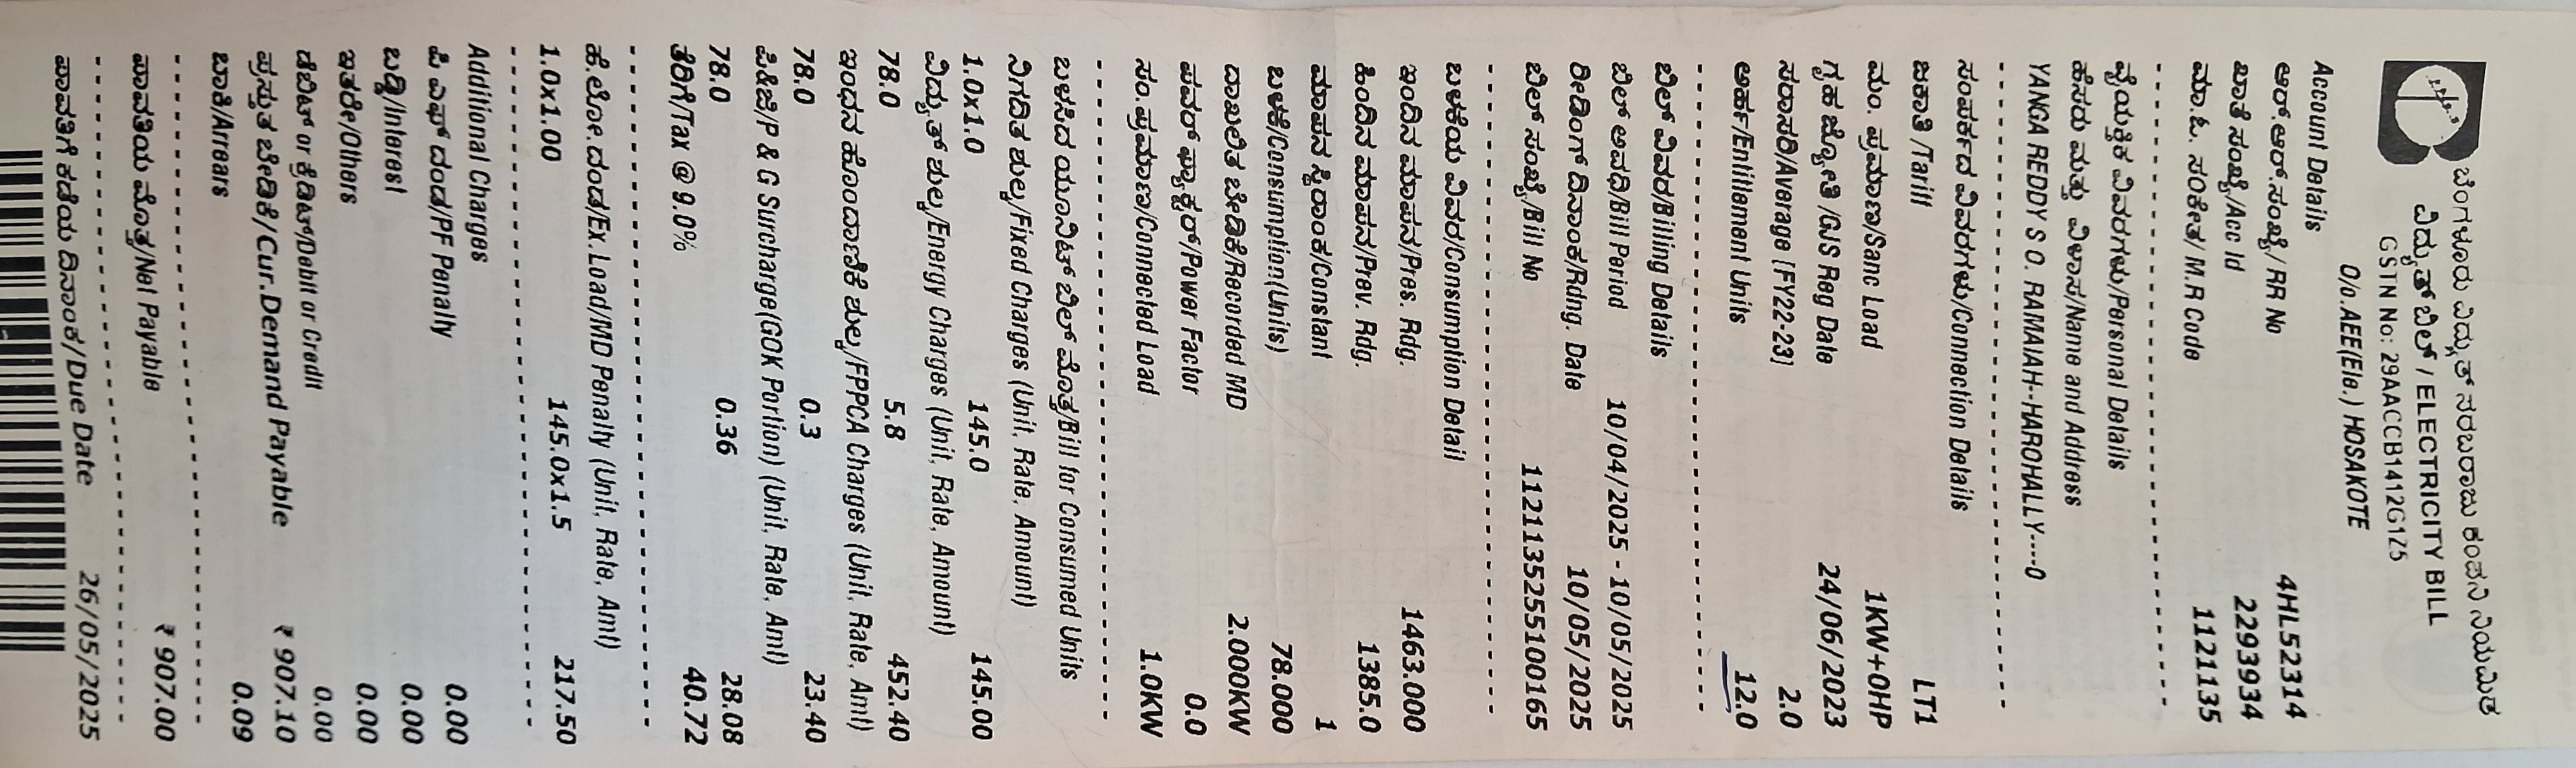 ಬೆಂಗಳೂರು ವಿದ್ಯುತ್ ಸರಬರಾಜು ಕಂಪನಿ ನಿಯಮಿತ
ವಿದ್ಯುತ್ ಬಿಲ್ / ELECTRICITY BILL
GSTN No: 29AACCB1412G1Z5
O/o.AEE(Ele.) HOSAKOTE
Account Details
ಆರ್.ಆರ್.ಸಂಖ್ಯೆ/ RR No 4HL52314
ಖಾತೆ ಸಂಖ್ಯೆ/Acc Id 2293934
ಮಾ.ಓ. ಸಂಕೇತ/ M.R Code 1121135
ವೈಯಕ್ತಿಕ ವಿವರಗಳು/Personal Details
ಹೆಸರು ಮತ್ತು ವಿಳಾಸ/Name and Address
YANGA REDDY S O. RAMAIAH--HAROHALLY----0
ಸಂಪರ್ಕದ ವಿವರಗಳು/Connection Details
ಜಕಾತಿ /Tariff LT1
ಮಂ. ಪ್ರಮಾಣ/Sanc Load 1KW+0HP
ಗೃಹ ಜ್ಯೋತಿ /GJS Reg Date 24/06/2023
ಸರಾಸರಿ/Average [FY22-23] 2.0
ಅರ್ಹ/Entitlement Units 12.0
ಬಿಲ್ ವಿವರ/Billing Details
ಬಿಲ್ ಅವಧಿ/Bill Period 10/04/2025 - 10/05/2025
ರೀಡಿಂಗ್ ದಿನಾಂಕ/Rdng. Date 10/05/2025
ಬಿಲ್ ಸಂಖ್ಯೆ/Bill No 1121135255100165
ಬಳಕೆಯ ವಿವರ/Consumption Detail
ಇಂದಿನ ಮಾಪನ/Pres. Rdg. 1463.000
ಹಿಂದಿನ ಮಾಪನ/Prev. Rdg. 1385.0
ಮಾಪನ ಸ್ಥಿರಾಂಕ/Constant 1
ಬಳಕೆ/Consumption(Units) 78.000
ದಾಖಲಿತ ಬೇಡಿಕೆ/Recorded MD 2.000KW
ಪವರ್ ಫ್ಯಾಕ್ಟರ್/Power Factor 0.0
ಸಂ.ಪ್ರಮಾಣ/Connected Load 1.0KW
ಬಳಸಿದ ಯೂನಿಟ್ ಬಿಲ್ ಮೊತ್ತ/Bill for Consumed Units
ನಿಗದಿತ ಶುಲ್ಕ/Fixed Charges (Unit, Rate, Amount)
1.0x1.0 145.0 145.00
ವಿದ್ಯುತ್ ಶುಲ್ಕ/Energy Charges (Unit, Rate, Amount)
78.0 5.8 452.40
ಇಂಧನ ಹೊಂದಾಣಿಕೆ ಶುಲ್ಕ/FPPCA Charges (Unit, Rate, Amt)
78.0 0.3 23.40
ಪಿ&ಜಿ/P & G Surcharge(GOK Portion) (Unit, Rate, Amt)
78.0 0.36 28.08
ತೆರಿಗೆ/Tax @ 9.0% 40.72
ಹೆ.ಲೋ.ದಂಡ/Ex.Load/MD Penalty (Unit, Rate, Amt)
1.0x1.00 145.0x1.5 217.50
Additional Charges
ಪಿ ಎಫ್ ದಂಡ/PF Penalty 0.00
ಬಡ್ಡಿ/Interest 0.00
ಇತರೇ/Others 0.00
ಡೆಬಿಟ್ or ಕ್ರೆಡಿಟ್/Debit or Credit 0.00
ಪ್ರಸ್ತುತ ಬೇಡಿಕೆ/Cur.Demand Payable ₹ 907.10
ಬಾಕಿ/Arrears 0.09
ಪಾವತಿಯ ಮೊತ್ತ/Net Payable ₹ 907.00
ಪಾವತಿಗೆ ಕಡೆಯ ದಿನಾಂಕ/Due Date 26/05/2025